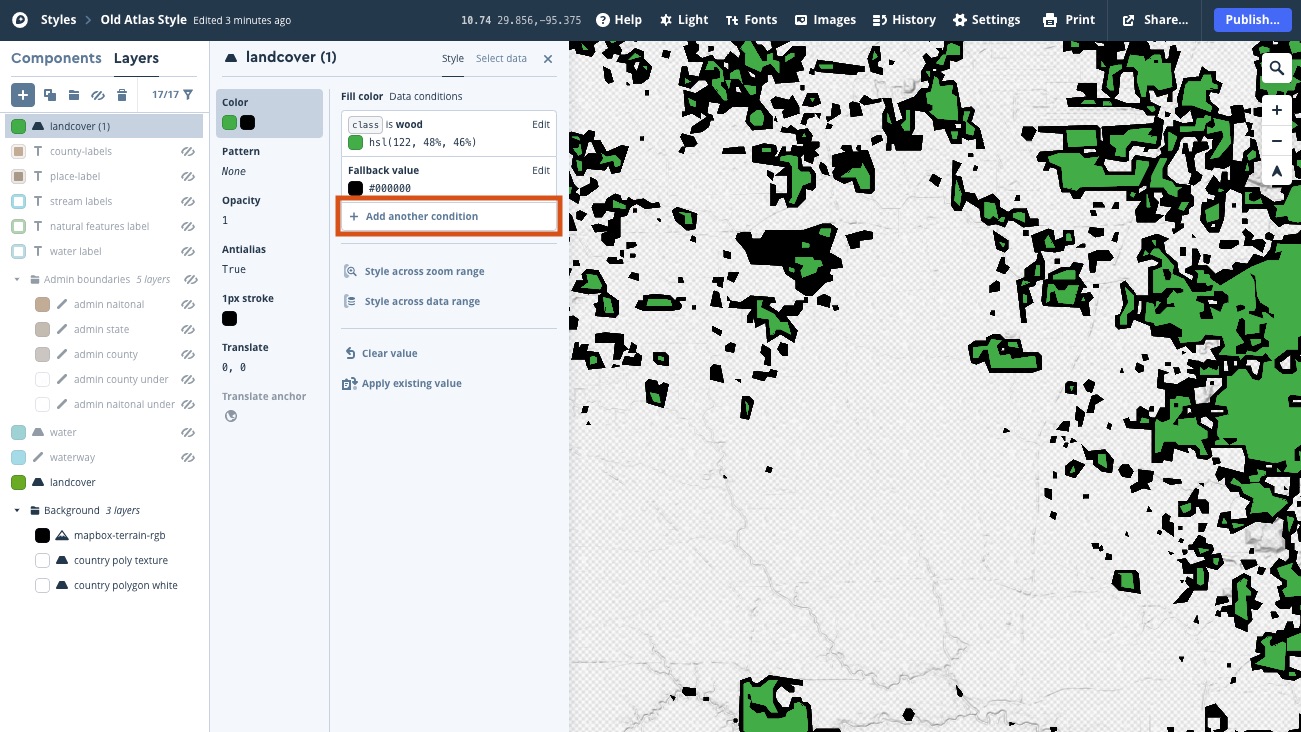 Styles > Old Atlas Style Edited 3 minutes ago 10.74 29.856,-95.375 Help Light Fonts Images History Settings Print Share... Publish...
Components Layers
17/17
landcover (1)
county-labels
place-label
stream labels
natural features label
water label
Admin boundaries 5 layers
admin naitonal
admin state
admin county
admin county under
admin naitonal under
water
waterway
landcover
Background 3 layers
mapbox-terrain-rgb
country poly texture
country polygon white
landcover (1) Style Select data
Color
Pattern
None
Opacity
1
Antialias
True
1px stroke
Translate
0, 0
Translate anchor
Fill color Data conditions
class is wood Edit
hsl(122, 48%, 46%)
Fallback value Edit
#000000
+ Add another condition
Style across zoom range
Style across data range
Clear value
Apply existing value